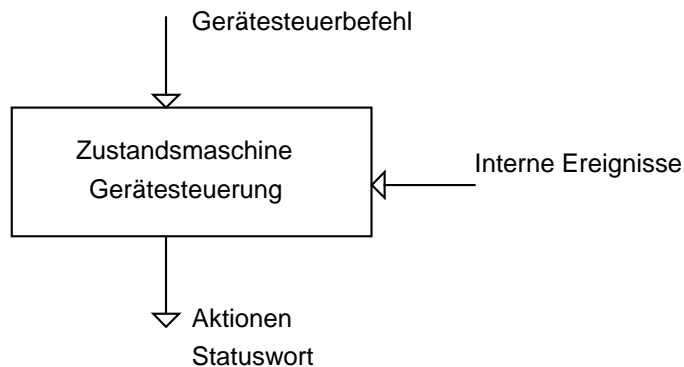 Gerätesteuerbefehl
Zustandsmaschine
Gerätesteuerung
Interne Ereignisse
Aktionen
Statuswort